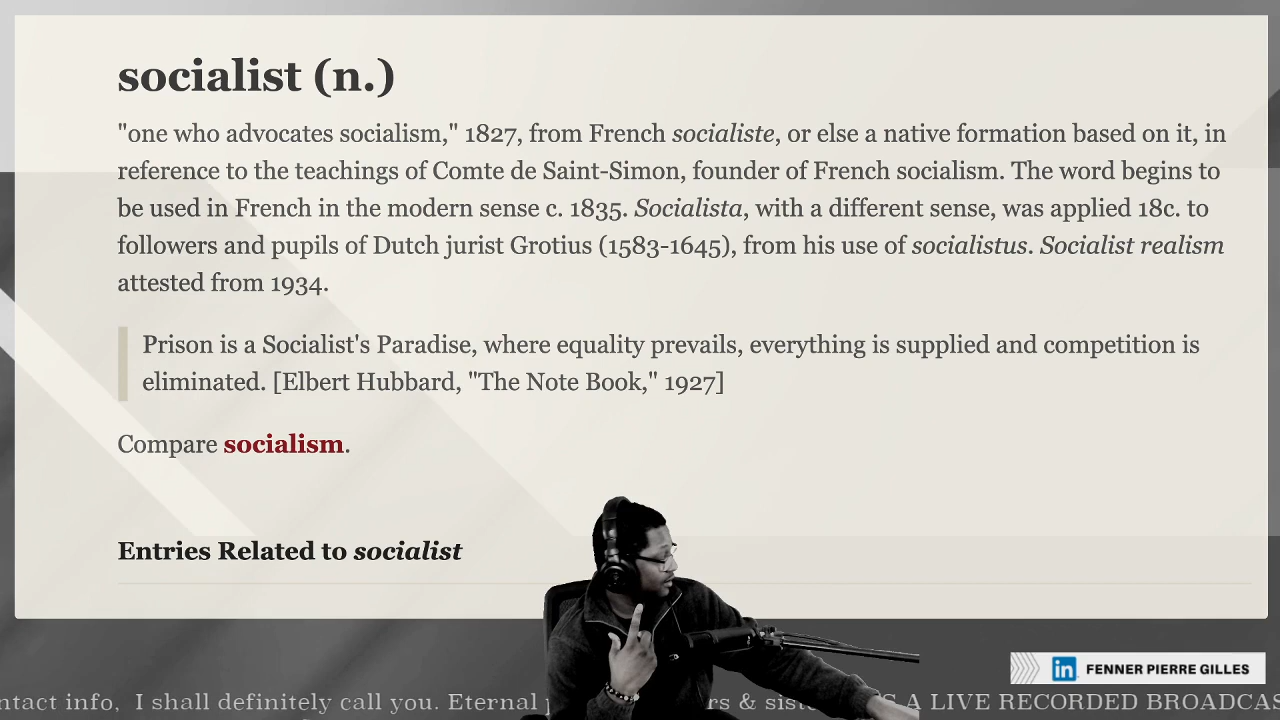 socialist (n.)
"one who advocates socialism," 1827, from French socialiste, or else a native formation based on it, in
reference to the teachings of Comte de Saint-Simon, founder of French socialism. The word begins to
be used in French in the modern sense c. 1835. Socialista, with a different sense, was applied 18c. to
followers and pupils of Dutch jurist Grotius (1583-1645), from his use of socialistus. Socialist realism
attested from 1934.
Prison is a Socialist's Paradise, where equality prevails, everything is supplied and competition is
eliminated. [Elbert Hubbard, "The Note Book," 1927]
Compare socialism.
Entries Related to socialist
in FENNER PIERRE GILLES
ntact info, I shall definitely call you. Eternal rs & sist S A LIVE RECORDED BROADCAS